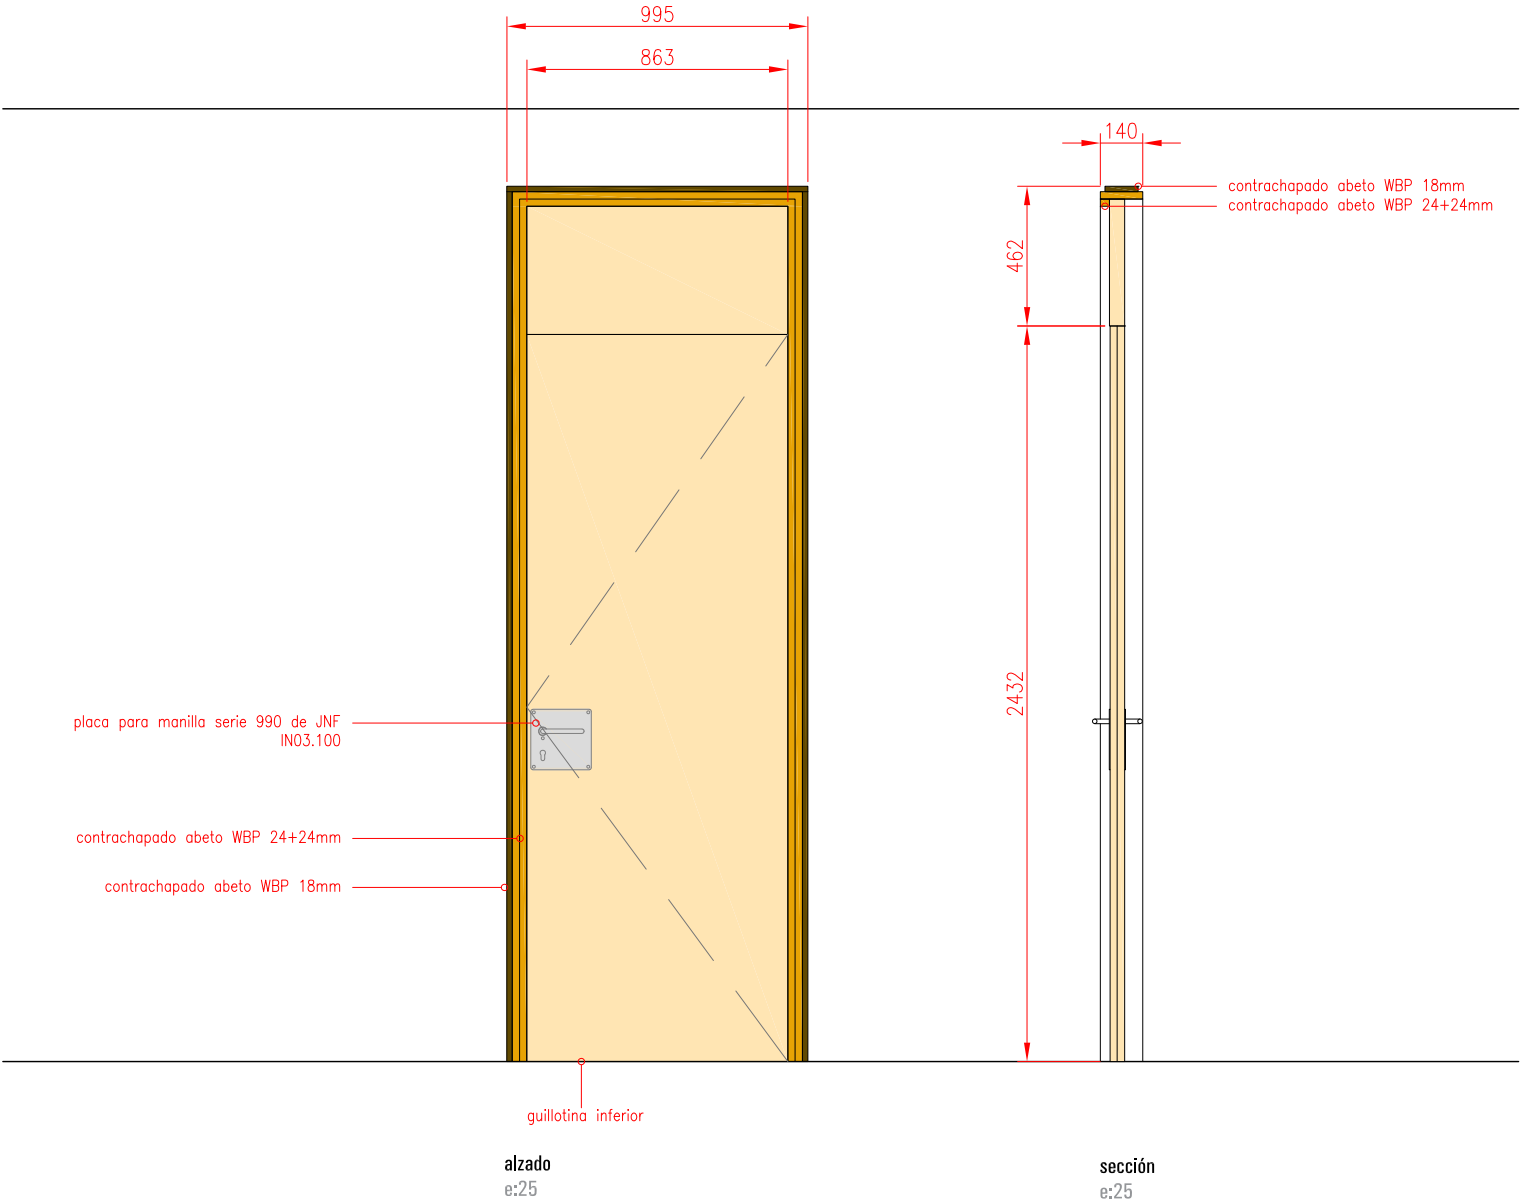 995
863
140
contrachapado abeto WBP 18mm
contrachapado abeto WBP 24+24mm
462
2432
placa para manilla serie 990 de JNF
IN03.100
contrachapado abeto WBP 24+24mm
contrachapado abeto WBP 18mm
guillotina inferior
alzado
e:25
sección
e:25